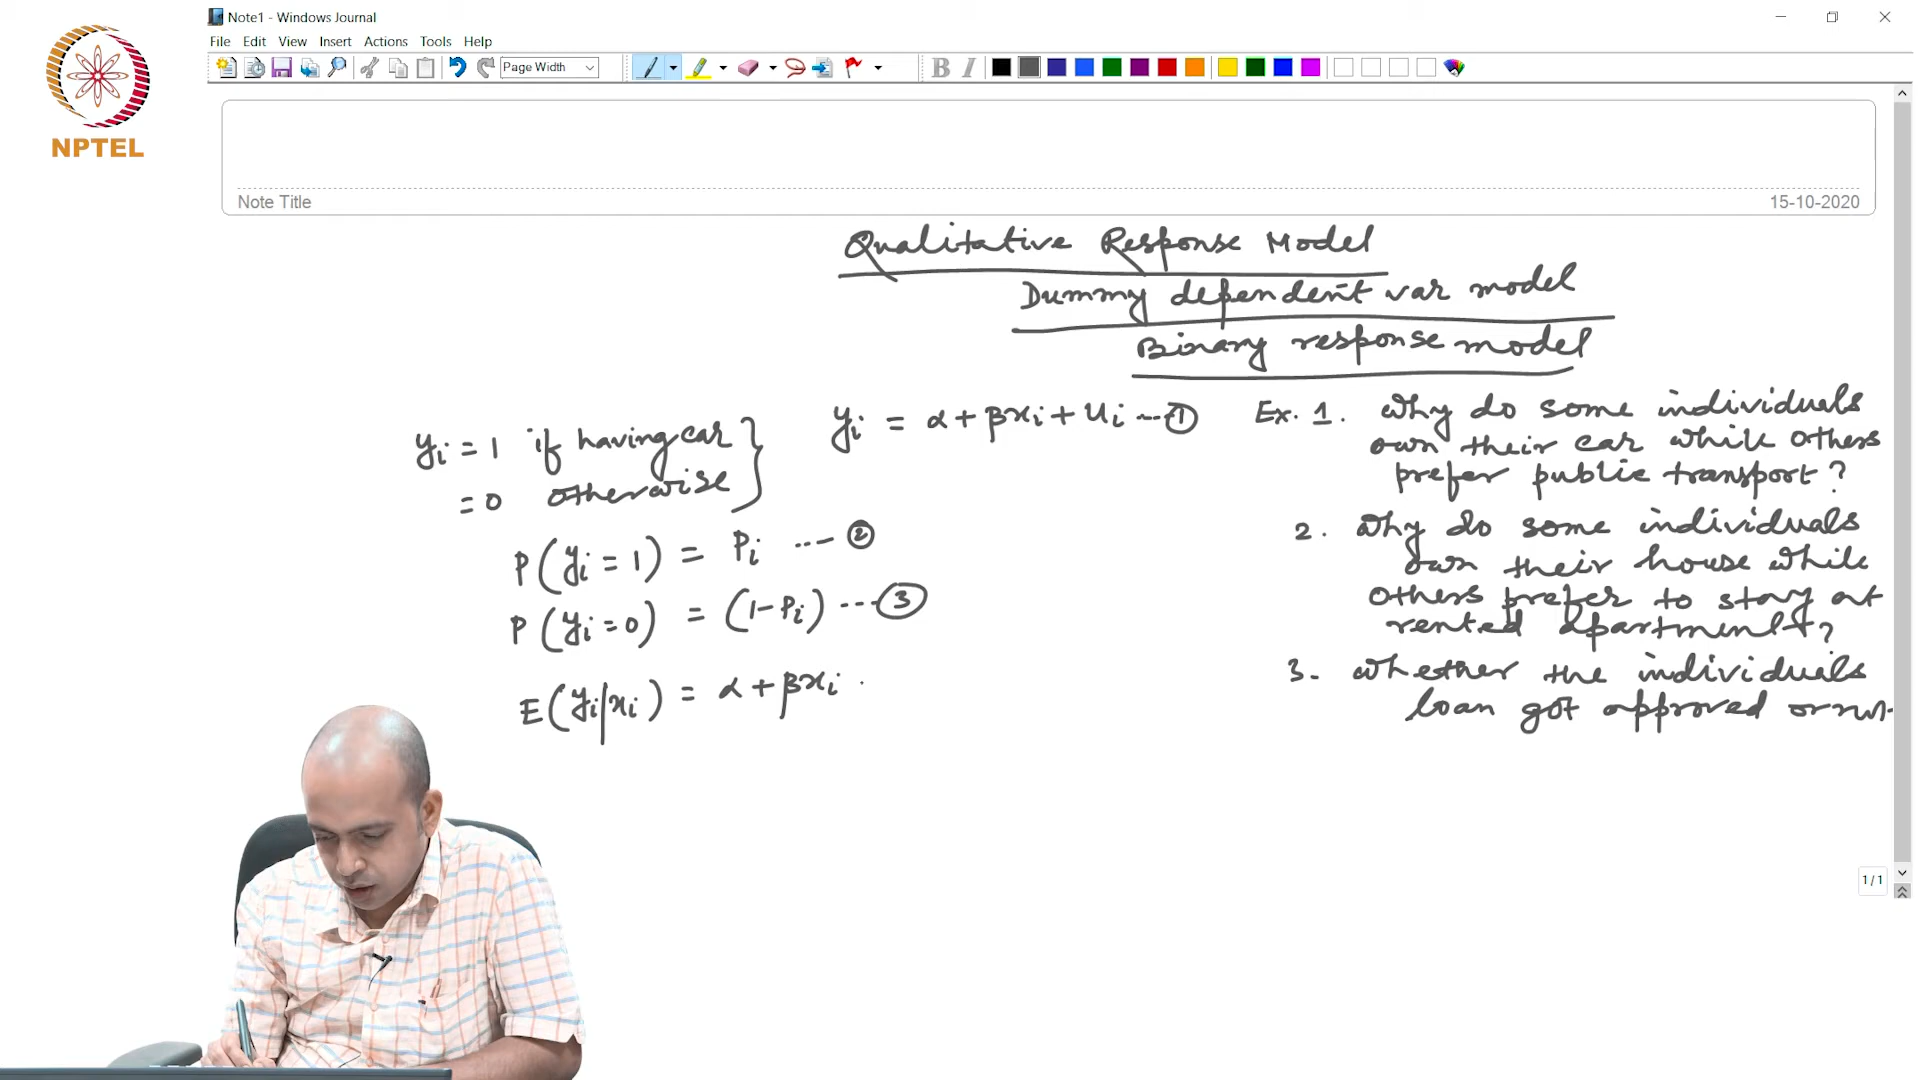 Note1 - Windows Journal
File Edit View Insert Actions Tools Help
Page Width
B I
NPTEL
Note Title
15-10-2020
Qualitative Response Model
Dummy dependent var model
Binary response model
yi = α + βxi + ui --- ①
yi = 1 if having car
= 0 otherwise
P(yi = 1) = Pi ---- ②
P(yi = 0) = (1-Pi) ---- ③
E(yi|xi) = α + βxi .
Ex. 1. Why do some individuals
own their car while others
prefer public transport?
2. Why do some individuals
own their house while
others prefer to stay at
rented apartment?
3. Whether the individuals
loan got approved or not.
1 / 1